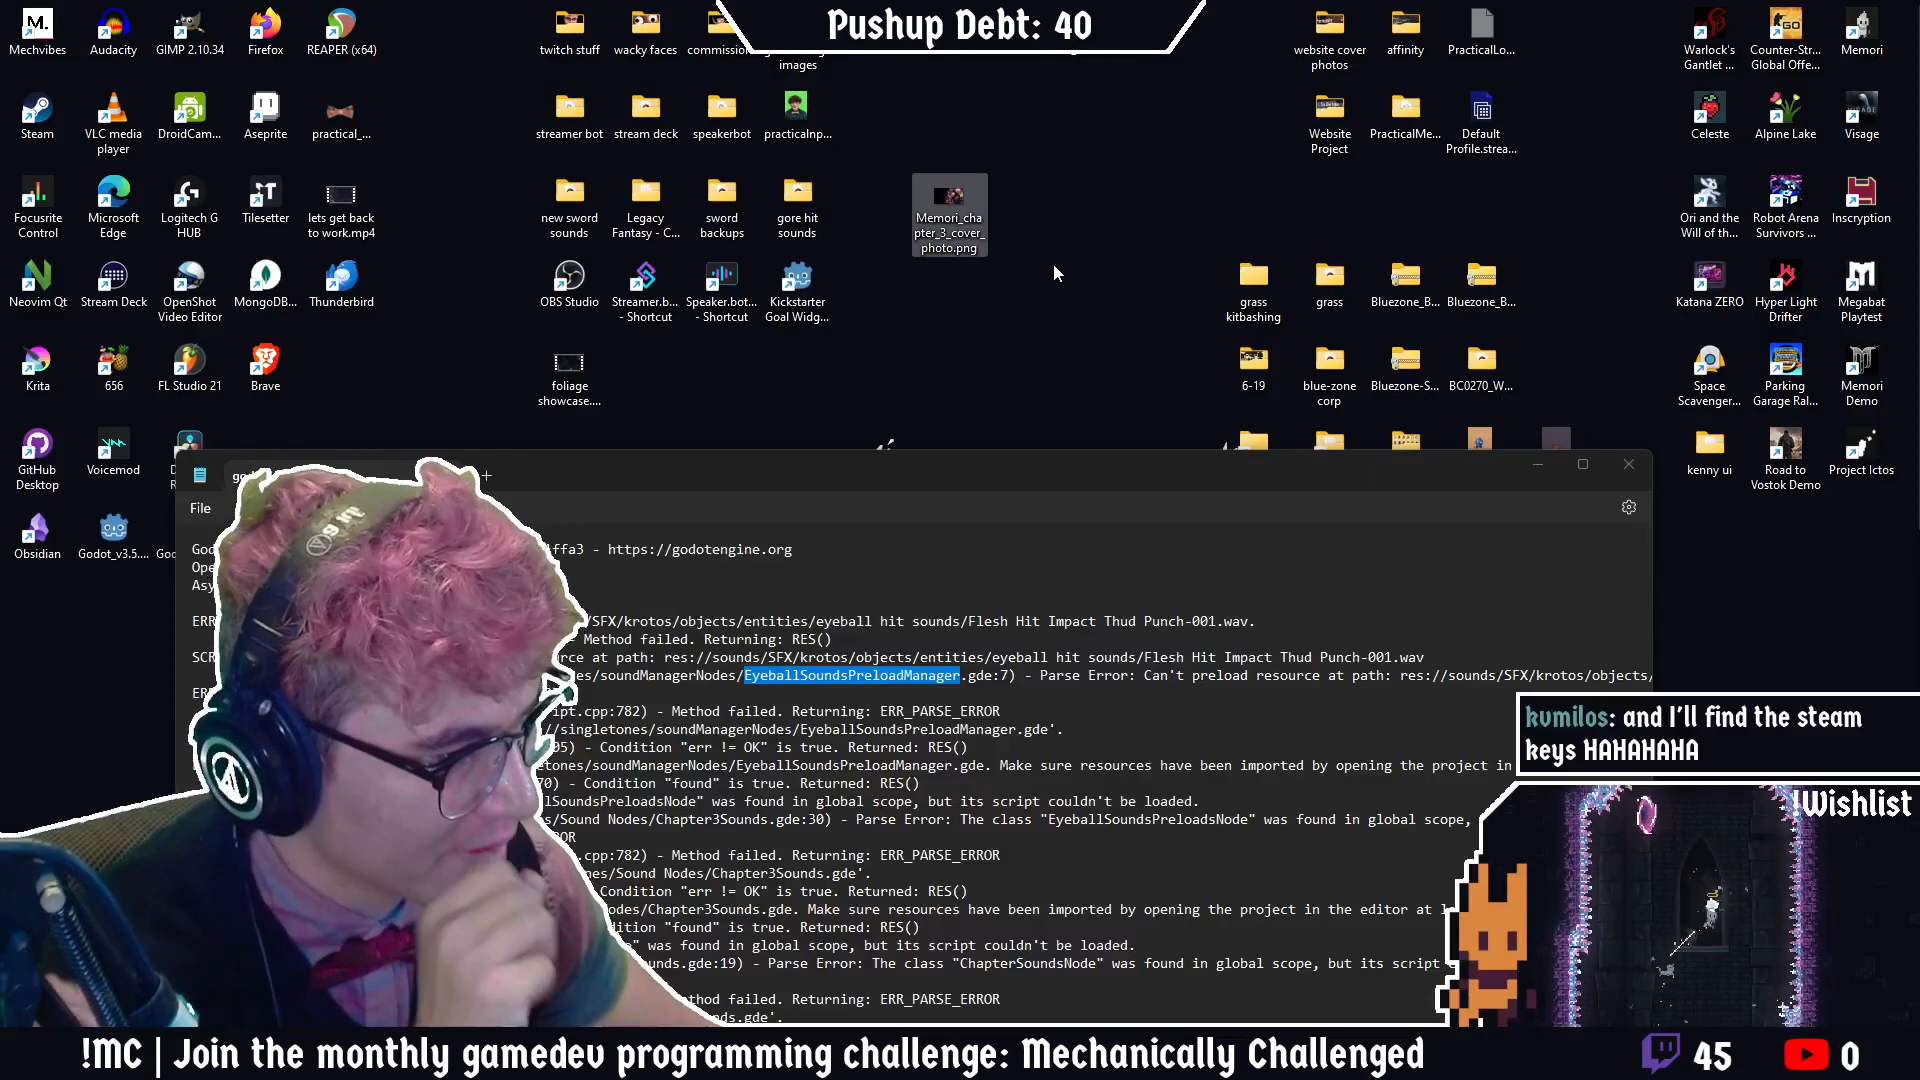 Pushup Debt: 40
Mechvibes
Audacity
GIMP 2.10.34
Firefox
REAPER (x64)
twitch stuff
wacky faces
commission
images
website cover
photos
affinity
PracticalLo...
Warlock's
Gantlet ...
Counter-Str...
Global Offe...
Memori
Steam
VLC media
player
DroidCam...
Aseprite
practical_...
streamer bot
stream deck
speakerbot
practicalnp...
Website
Project
PracticalMe...
Default
Profile.strea...
Celeste
Alpine Lake
Visage
Focusrite
Control
Microsoft
Edge
Logitech G
HUB
Tilesetter
lets get back
to work.mp4
new sword
sounds
Legacy
Fantasy - C...
sword
backups
gore hit
sounds
Memori_cha
pter_3_cover_
photo.png
Ori and the
Will of th...
Robot Arena
Survivors ...
Inscryption
Neovim Qt
Stream Deck
OpenShot
Video Editor
MongoDB...
Thunderbird
OBS Studio
Streamer.b...
- Shortcut
Speaker.bot...
- Shortcut
Kickstarter
Goal Widg...
grass
kitbashing
grass
Bluezone_B...
Bluezone_B...
Katana ZERO
Hyper Light
Drifter
Megabat
Playtest
Krita
656
FL Studio 21
Brave
foliage
showcase....
6-19
blue-zone
corp
Bluezone-S...
BC0270_W...
Space
Scavenger...
Parking
Garage Ral...
Memori
Demo
GitHub
Desktop
Voicemod
kenny ui
Road to
Vostok Demo
Project Ictos
Obsidian
Godot_v3.5....
File
ffa3 - https://godotengine.org
Ope
Asy
ERR
/SFX/krotos/objects/entities/eyeball hit sounds/Flesh Hit Impact Thud Punch-001.wav.
- Method failed. Returning: RES()
SCR
rce at path: res://sounds/SFX/krotos/objects/entities/eyeball hit sounds/Flesh Hit Impact Thud Punch-001.wav
es/soundManagerNodes/EyeballSoundsPreloadManager.gde:7) - Parse Error: Can't preload resource at path: res://sounds/SFX/krotos/objects/
ipt.cpp:782) - Method failed. Returning: ERR_PARSE_ERROR
//singletones/soundManagerNodes/EyeballSoundsPreloadManager.gde'.
05) - Condition "err != OK" is true. Returned: RES()
tones/soundManagerNodes/EyeballSoundsPreloadManager.gde. Make sure resources have been imported by opening the project in
70) - Condition "found" is true. Returned: RES()
lSoundsPreloadsNode" was found in global scope, but its script couldn't be loaded.
s/Sound Nodes/Chapter3Sounds.gde:30) - Parse Error: The class "EyeballSoundsPreloadsNode" was found in global scope,
OR
t.cpp:782) - Method failed. Returning: ERR_PARSE_ERROR
nes/Sound Nodes/Chapter3Sounds.gde'.
Condition "err != OK" is true. Returned: RES()
odes/Chapter3Sounds.gde. Make sure resources have been imported by opening the project in the editor at l
dition "found" is true. Returned: RES()
e" was found in global scope, but its script couldn't be loaded.
unds.gde:19) - Parse Error: The class "ChapterSoundsNode" was found in global scope, but its script
ethod failed. Returning: ERR_PARSE_ERROR
nds.gde'.
kvmilos: and I'll find the steam
keys HAHAHAHA
!Wishlist
!MC | Join the monthly gamedev programming challenge: Mechanically Challenged
45
0